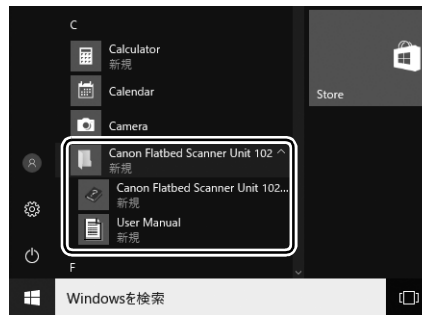 C
Calculator
新規
Calendar
Camera
Canon Flatbed Scanner Unit 102
新規
Canon Flatbed Scanner Unit 102...
新規
User Manual
新規
F
Store
Windowsを検索